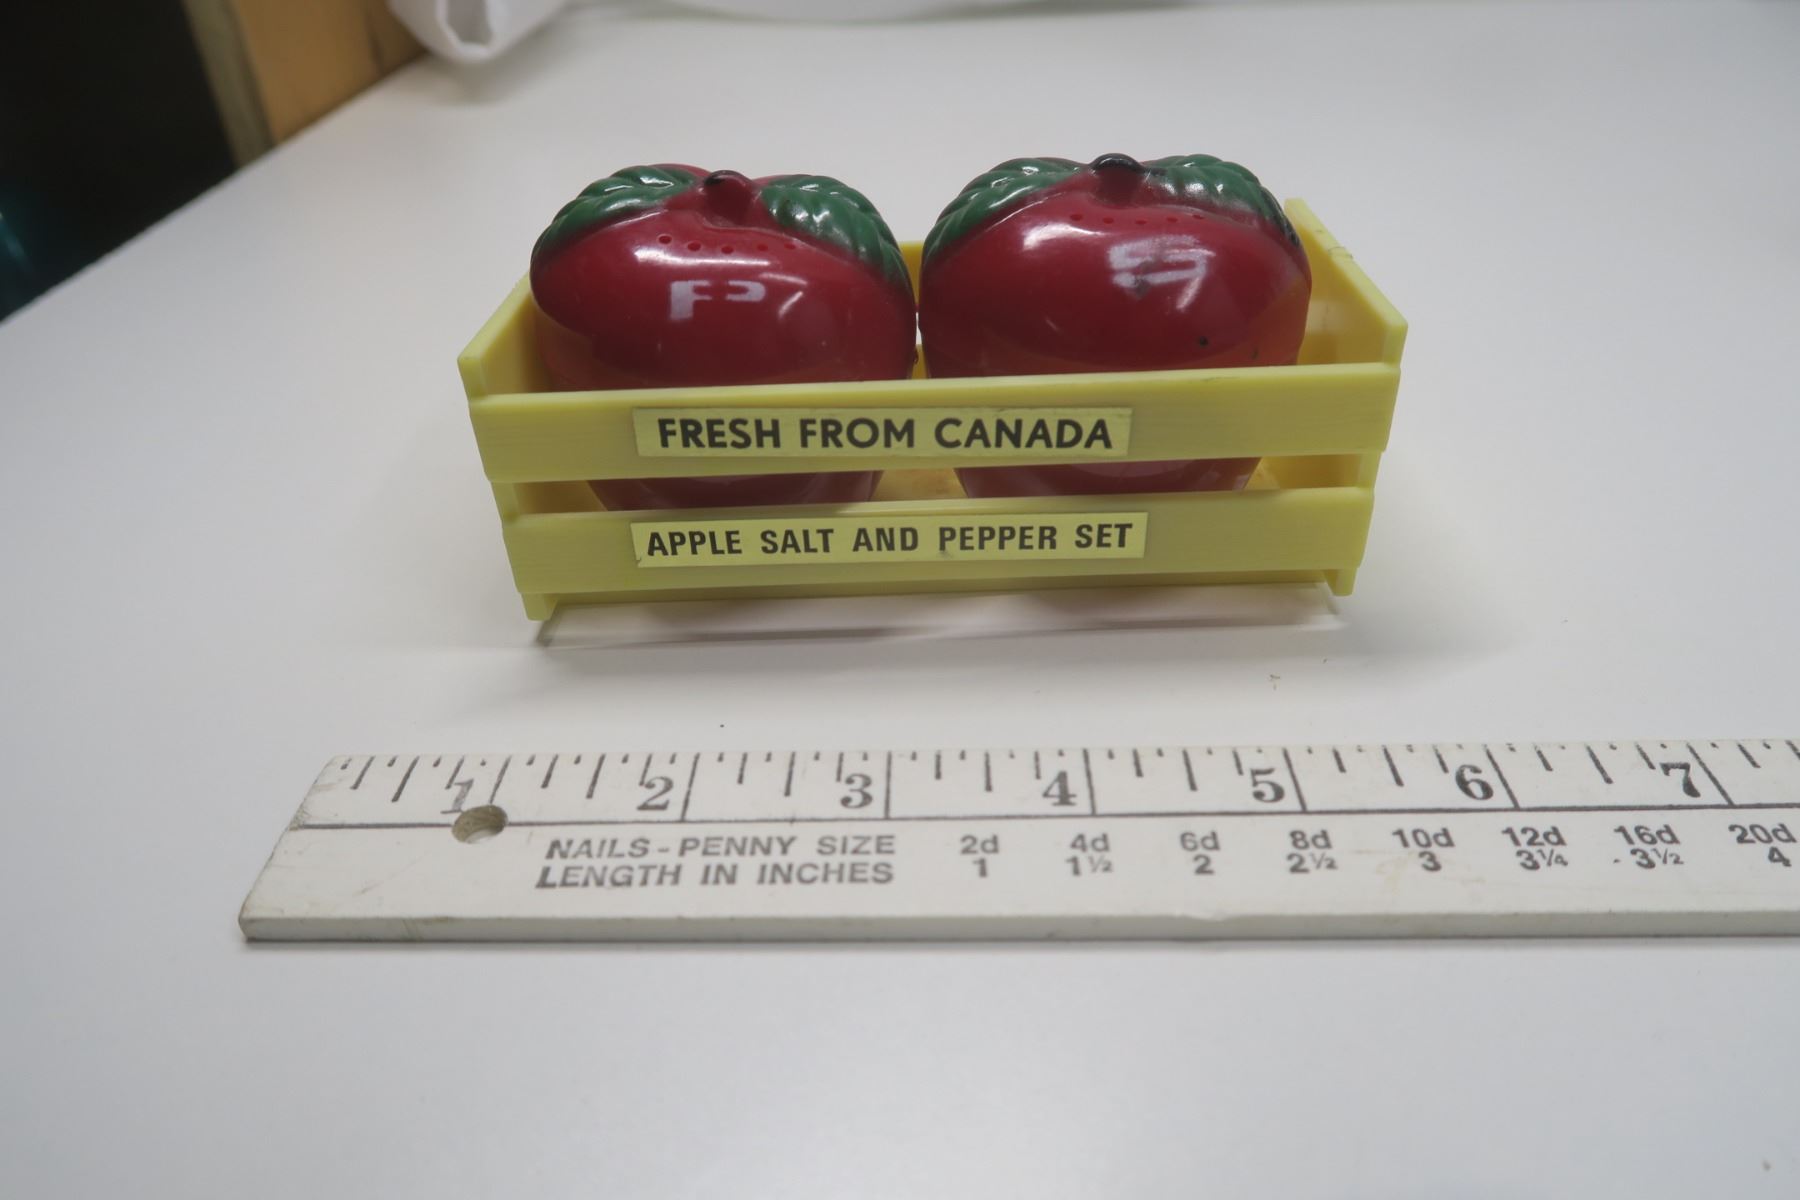 FRESH FROM CANADA
APPLE SALT AND PEPPER SET
1 2 3 4 5 6 7
NAILS - PENNY SIZE 2d 4d 6d 8d 10d 12d 16d 20d
LENGTH IN INCHES 1 1½ 2 2½ 3 3¼ 3½ 4